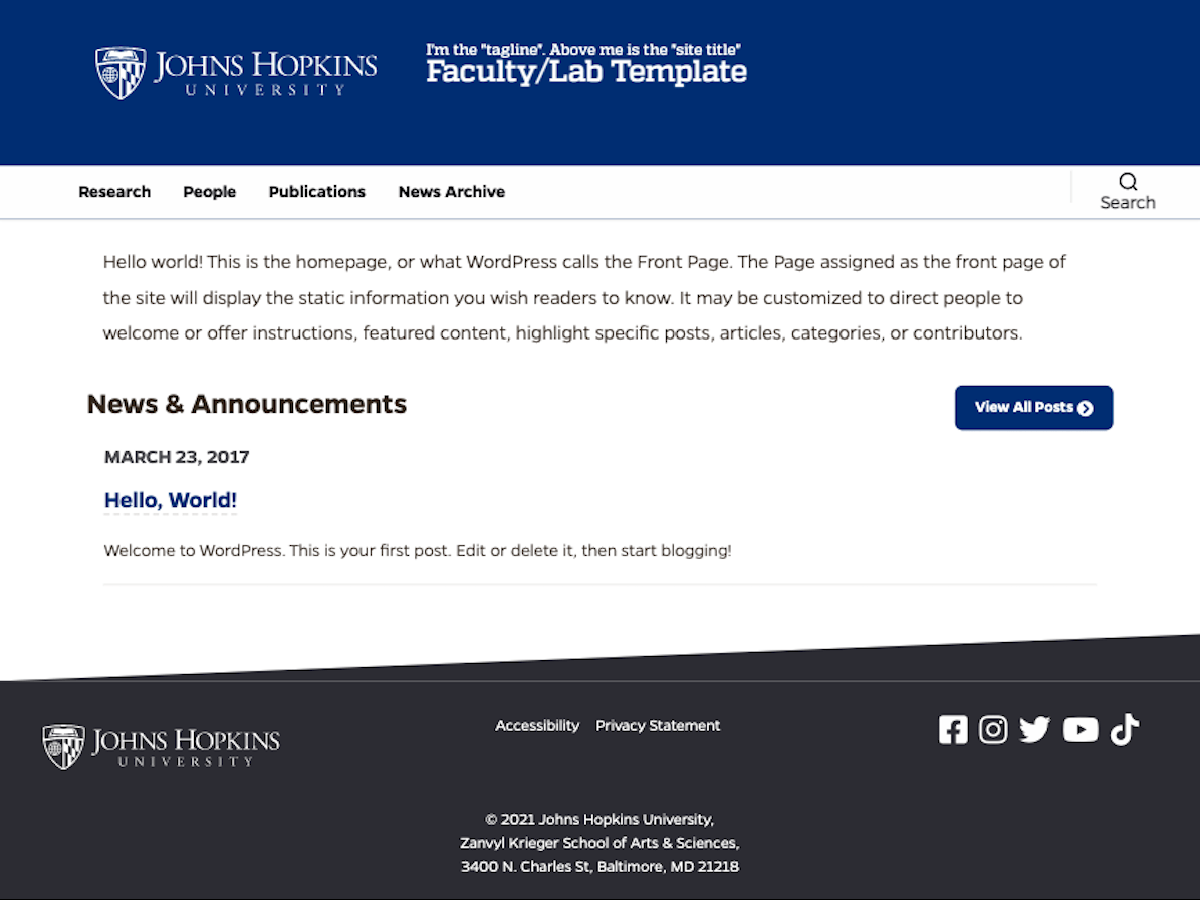 JOHNS HOPKINS
UNIVERSITY
I'm the "tagline". Above me is the "site title"
Faculty/Lab Template
Research People Publications News Archive
Search
Hello world! This is the homepage, or what WordPress calls the Front Page. The Page assigned as the front page of
the site will display the static information you wish readers to know. It may be customized to direct people to
welcome or offer instructions, featured content, highlight specific posts, articles, categories, or contributors.
News & Announcements
View All Posts
MARCH 23, 2017
Hello, World!
Welcome to WordPress. This is your first post. Edit or delete it, then start blogging!
JOHNS HOPKINS
UNIVERSITY
Accessibility Privacy Statement
© 2021 Johns Hopkins University,
Zanvyl Krieger School of Arts & Sciences,
3400 N. Charles St, Baltimore, MD 21218